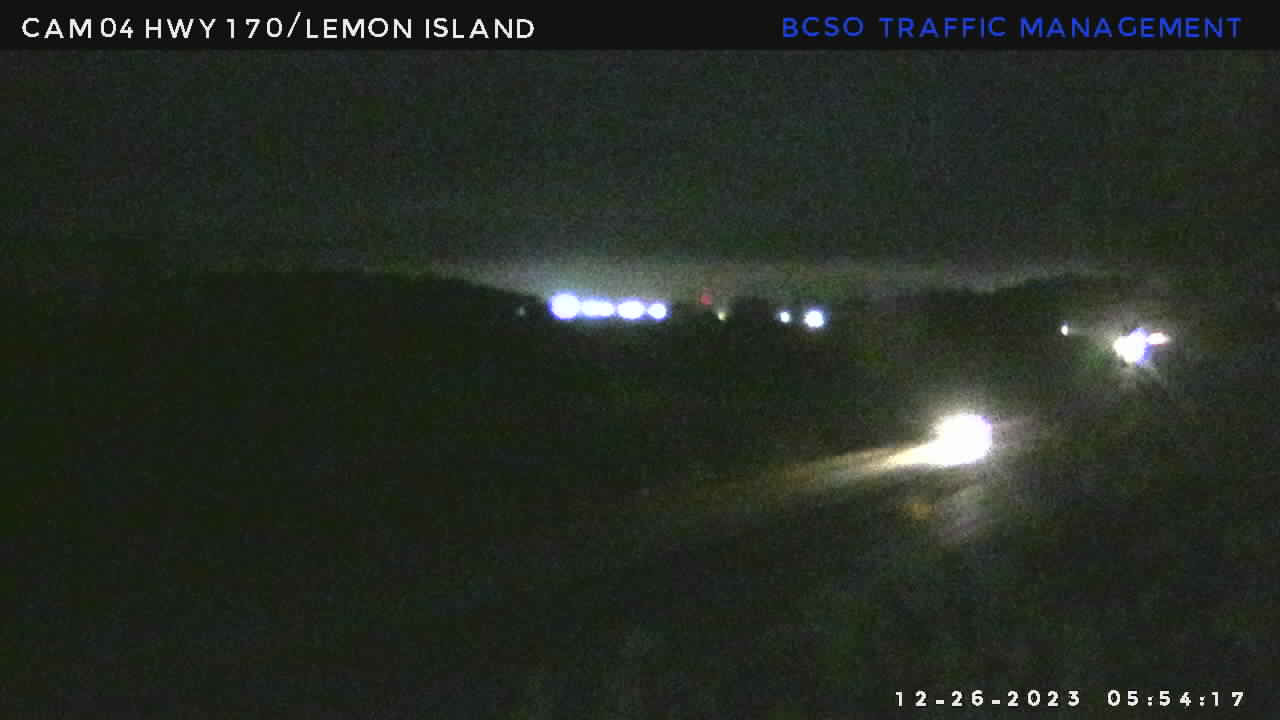 CAM04 HWY 170/LEMON ISLAND
BCSO TRAFFIC MANAGEMENT
12-26-2023 05:54:17